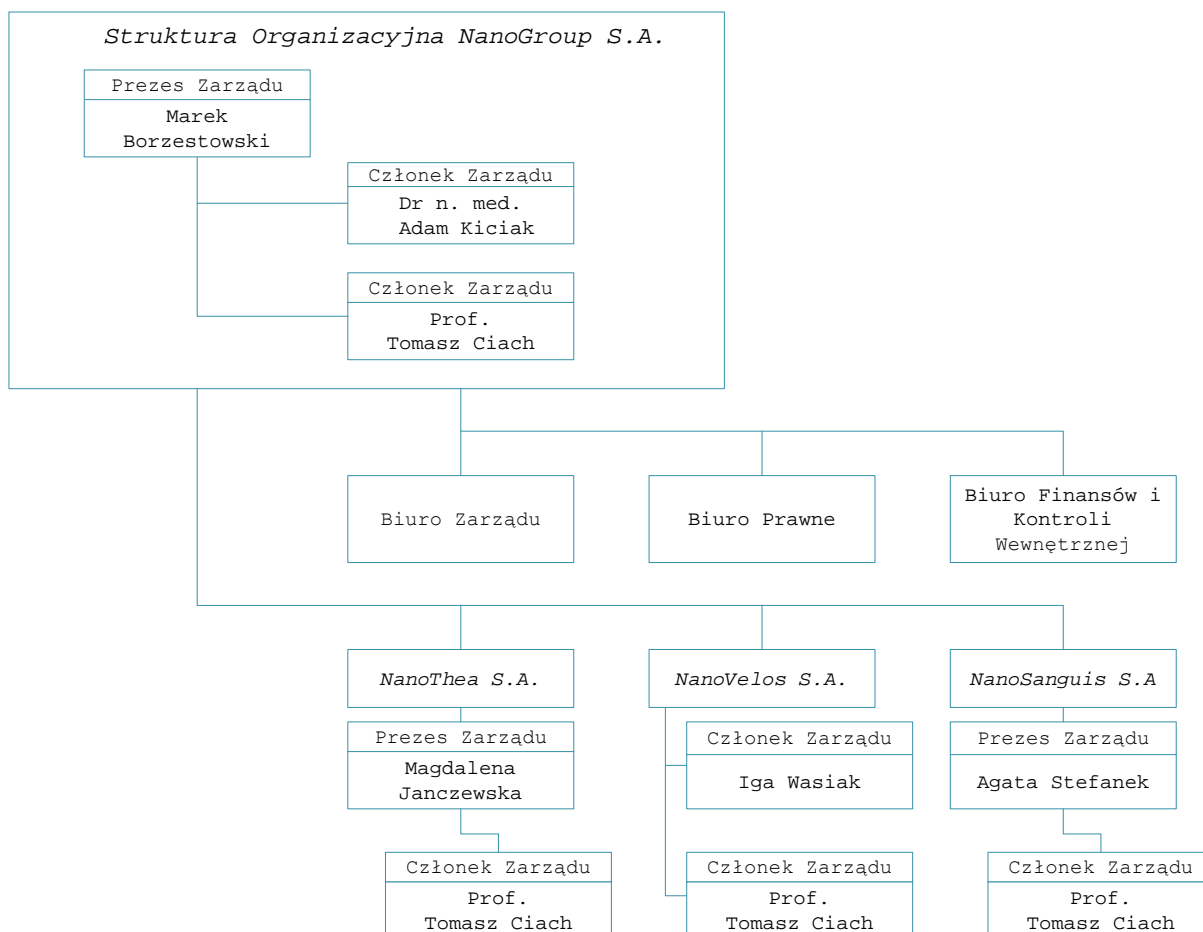 Struktura Organizacyjna NanoGroup S.A.
Prezes Zarządu
Marek
Borzestowski
Członek Zarządu
Dr n. med.
Adam Kiciak
Członek Zarządu
Prof.
Tomasz Ciach
Biuro Zarządu
Biuro Prawne
Biuro Finansów i
Kontroli
Wewnętrznej
NanoThea S.A.
NanoVelos S.A.
NanoSanguis S.A
Prezes Zarządu
Magdalena
Janczewska
Członek Zarządu
Iga Wasiak
Prezes Zarządu
Agata Stefanek
Członek Zarządu
Prof.
Tomasz Ciach
Członek Zarządu
Prof.
Tomasz Ciach
Członek Zarządu
Prof.
Tomasz Ciach